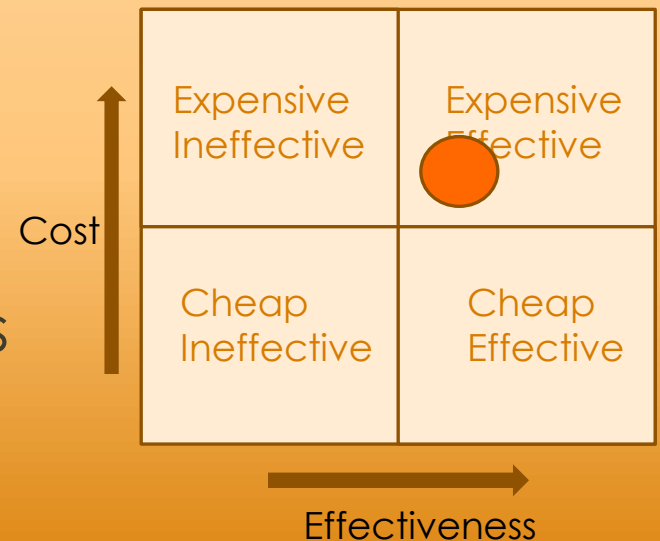 Expensive
Ineffective
Expensive
Effective
Cost
s
Cheap
Ineffective
Cheap
Effective
Effectiveness